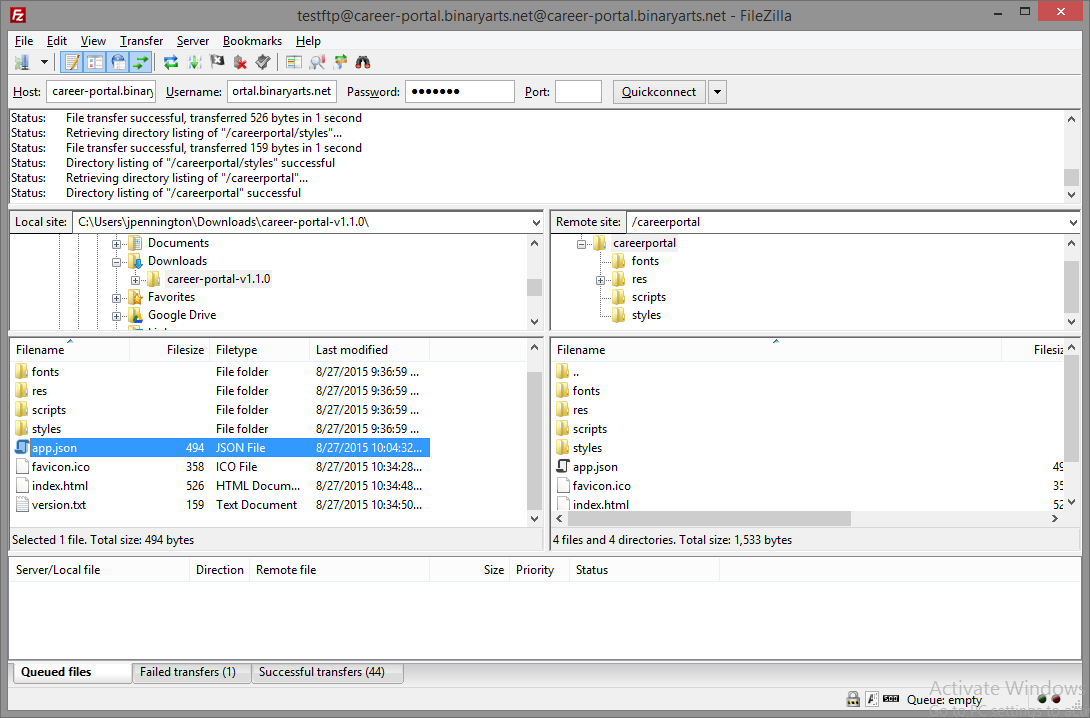 testftp@career-portal.binaryarts.net@career-portal.binaryarts.net - FileZilla
File Edit View Transfer Server Bookmarks Help
Host: career-portal.binary Username: ortal.binaryarts.net Password: ●●●●●●● Port: Quickconnect
Status: File transfer successful, transferred 526 bytes in 1 second
Status: Retrieving directory listing of "/careerportal/styles"...
Status: File transfer successful, transferred 159 bytes in 1 second
Status: Directory listing of "/careerportal/styles" successful
Status: Retrieving directory listing of "/careerportal"...
Status: Directory listing of "/careerportal" successful
Local site: C:\Users\jpennington\Downloads\career-portal-v1.1.0\
Documents
Downloads
career-portal-v1.1.0
Favorites
Google Drive
Remote site: /careerportal
careerportal
fonts
res
scripts
styles
Filename Filesize Filetype Last modified
fonts File folder 8/27/2015 9:36:59 ...
res File folder 8/27/2015 9:36:59 ...
scripts File folder 8/27/2015 9:36:59 ...
styles File folder 8/27/2015 9:36:59 ...
app.json 494 JSON File 8/27/2015 10:04:32...
favicon.ico 358 ICO File 8/27/2015 10:34:28...
index.html 526 HTML Docum... 8/27/2015 10:34:48...
version.txt 159 Text Document 8/27/2015 10:34:50...
Selected 1 file. Total size: 494 bytes
Filename Filesiz
..
fonts
res
scripts
styles
app.json 49
favicon.ico 35
index.html 52
4 files and 4 directories. Total size: 1,533 bytes
Server/Local file Direction Remote file Size Priority Status
Queued files Failed transfers (1) Successful transfers (44)
Activate Windows
Queue: empty